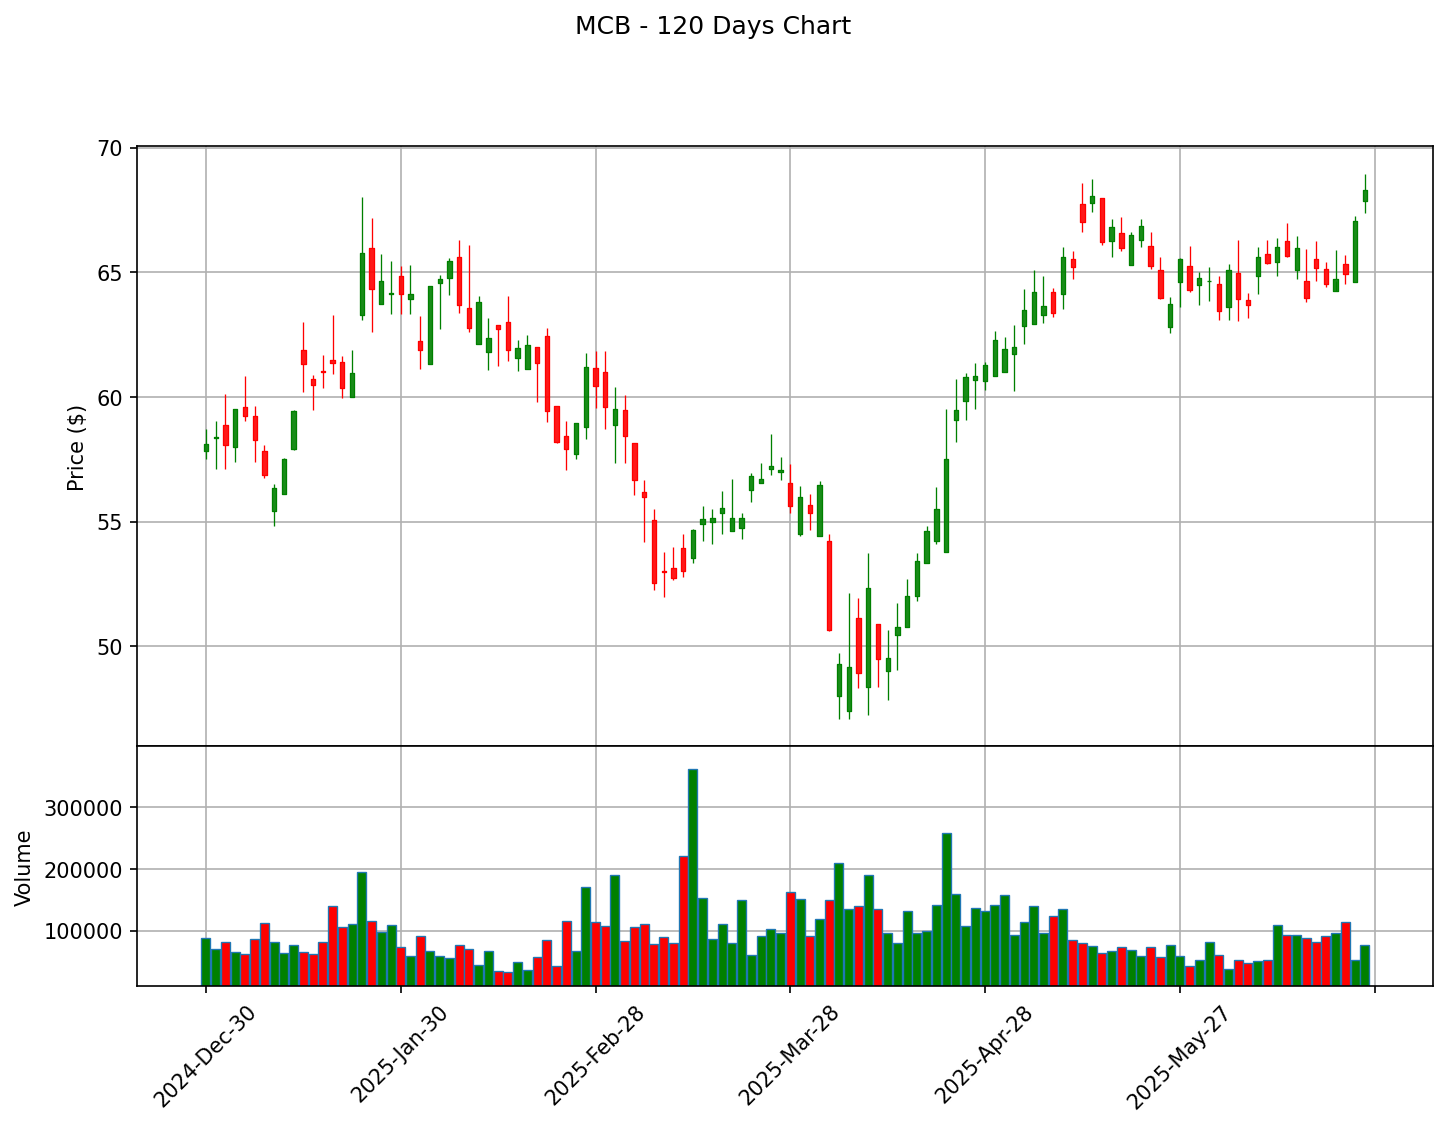 MCB - 120 Days Chart
70
65
60
55
50
Price ($)
300000
200000
100000
Volume
2024-Dec-30
2025-Jan-30
2025-Feb-28
2025-Mar-28
2025-Apr-28
2025-May-27